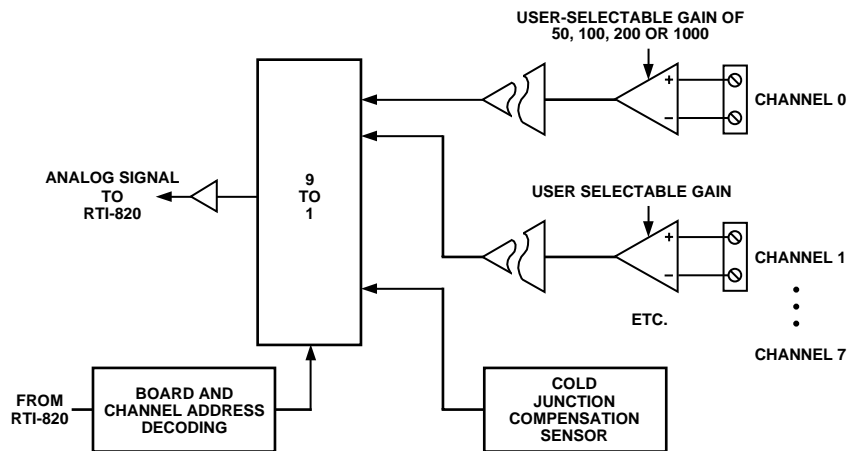 USER-SELECTABLE GAIN OF
50, 100, 200 OR 1000
+
−
CHANNEL 0
ANALOG SIGNAL
TO
RTI-820
9
TO
1
USER SELECTABLE GAIN
+
−
CHANNEL 1
ETC.
CHANNEL 7
FROM
RTI-820
BOARD AND
CHANNEL ADDRESS
DECODING
COLD
JUNCTION
COMPENSATION
SENSOR